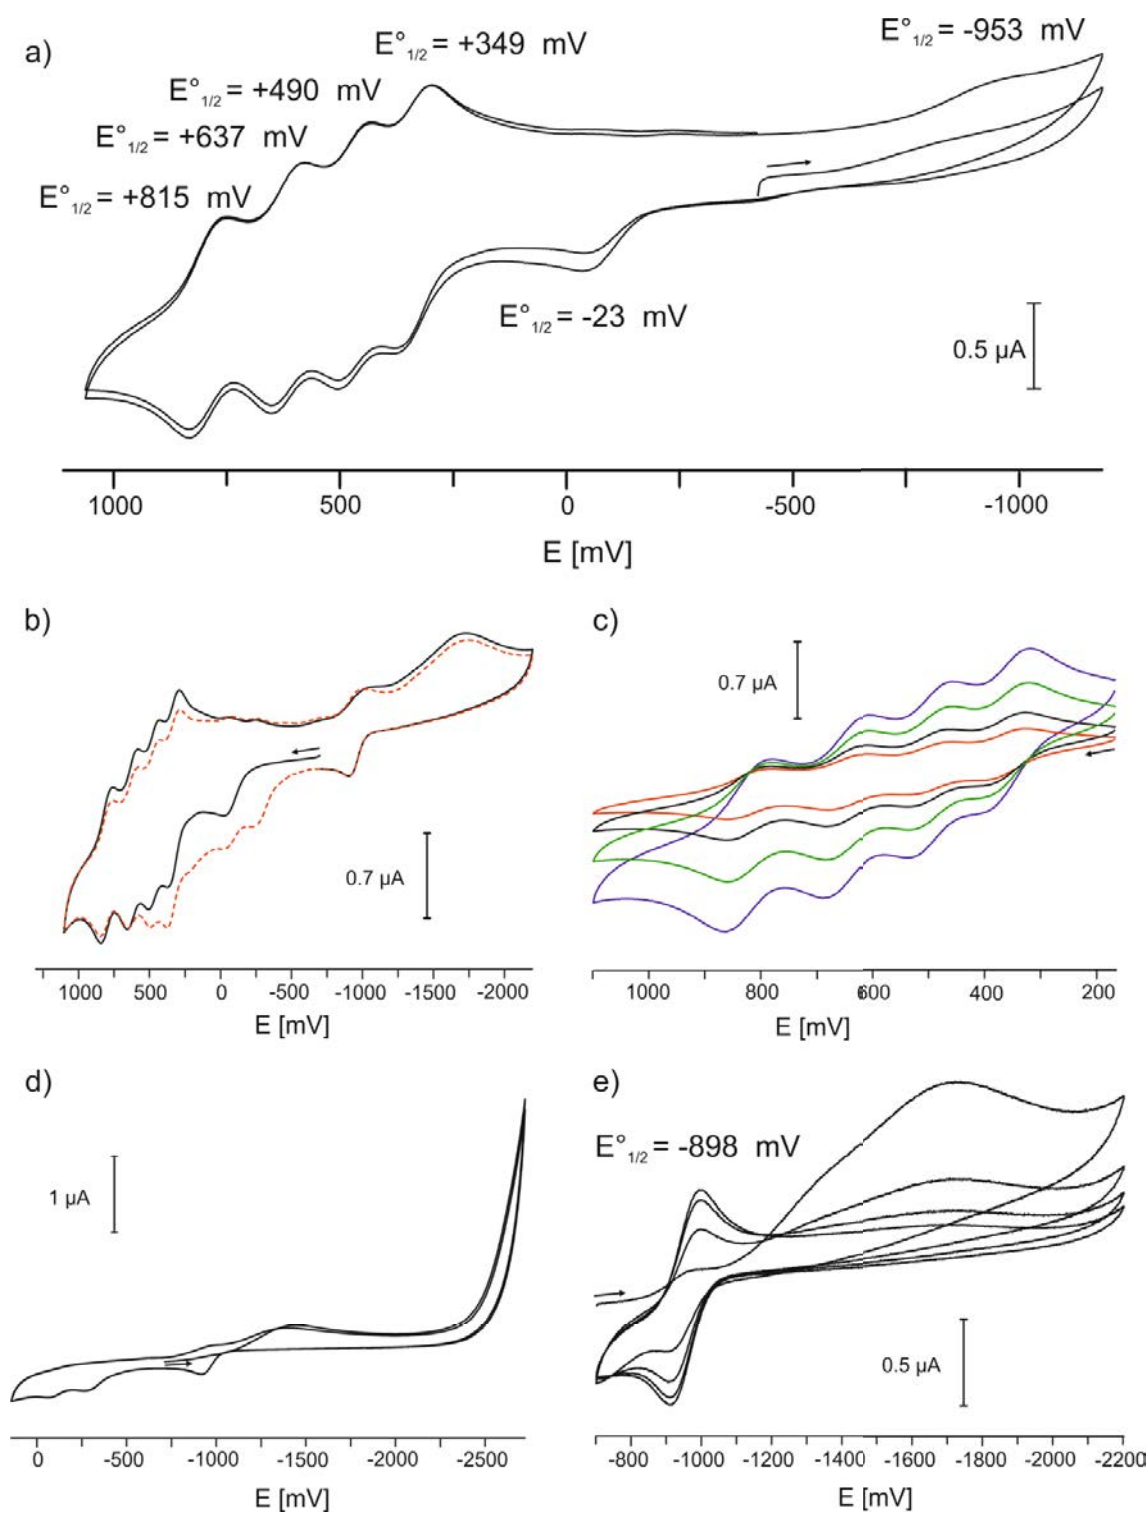 a)
E°1/2 = +349 mV
E°1/2 = -953 mV
E°1/2 = +490 mV
E°1/2 = +637 mV
E°1/2 = +815 mV
E°1/2 = -23 mV
0.5 µA
1000 500 0 -500 -1000
E [mV]
b)
0.7 µA
1000 500 0 -500 -1000 -1500 -2000
E [mV]
c)
0.7 µA
1000 800 600 400 200
E [mV]
d)
1 µA
0 -500 -1000 -1500 -2000 -2500
E [mV]
e)
E°1/2 = -898 mV
0.5 µA
-800 -1000 -1200 -1400 -1600 -1800 -2000 -2200
E [mV]